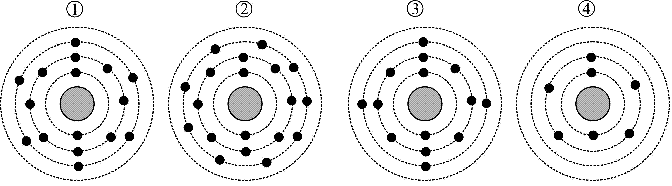 ① ② ③ ④